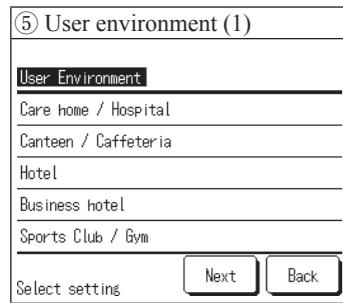 ⑤ User environment (1)
User Environment
Care home / Hospital
Canteen / Caffeteria
Hotel
Business hotel
Sports Club / Gym
Select setting Next Back